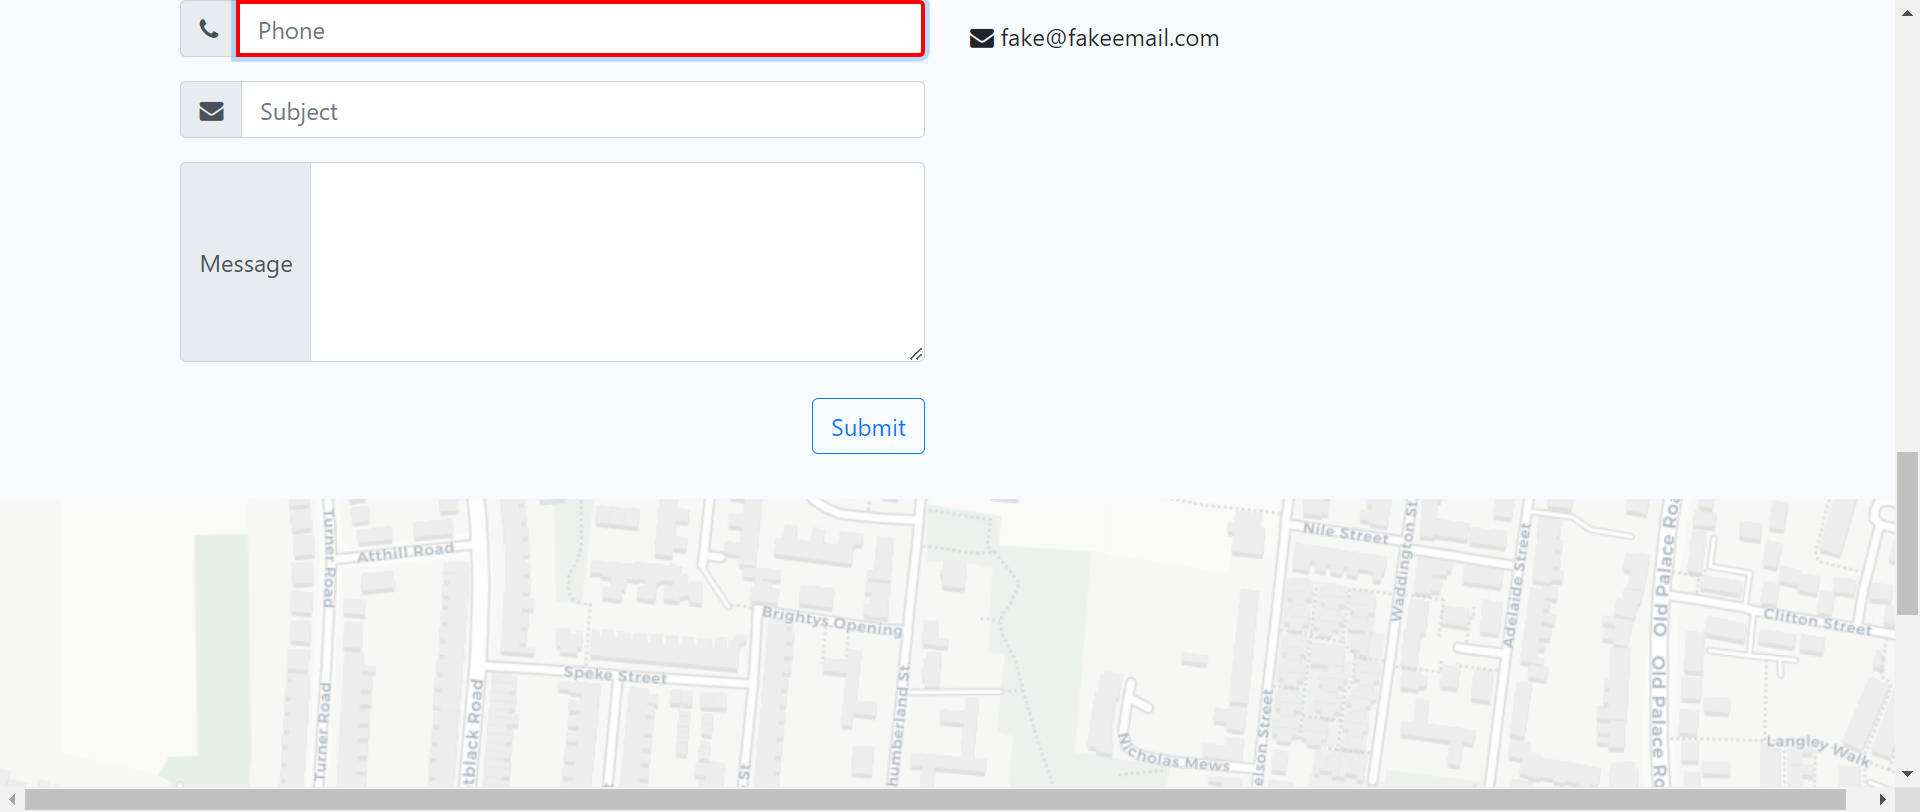 Phone
fake@fakeemail.com
Subject
Message
Submit
Turner Road
Atthill Road
Nile Street
Waddington St.
Adelaide Street
Old Palace Roa
Brightys Opening
Clifton Street
Speke Street
Turner Road
tblack Road
St.
humberland St.
elson Street
Nicholas Mews
Old Palace Ro
Langley Walk